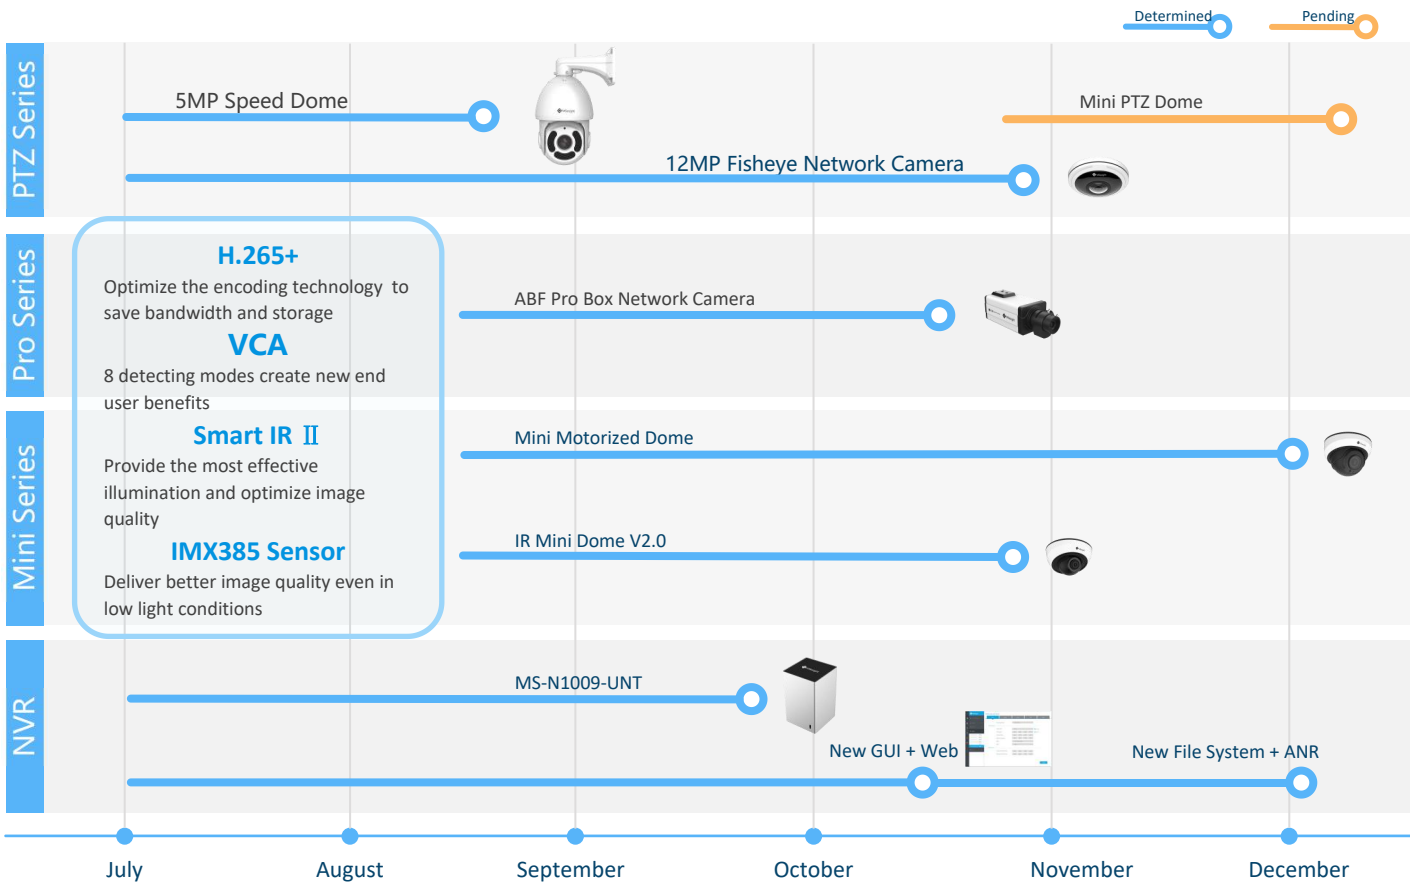 Determined
Pending
PTZ Series
5MP Speed Dome
Mini PTZ Dome
12MP Fisheye Network Camera
Pro Series
H.265+
Optimize the encoding technology to
save bandwidth and storage
VCA
8 detecting modes create new end
user benefits
Smart IR Ⅱ
Provide the most effective
illumination and optimize image
quality
IMX385 Sensor
Deliver better image quality even in
low light conditions
ABF Pro Box Network Camera
Mini Series
Mini Motorized Dome
IR Mini Dome V2.0
NVR
MS-N1009-UNT
New GUI + Web
New File System + ANR
July
August
September
October
November
December